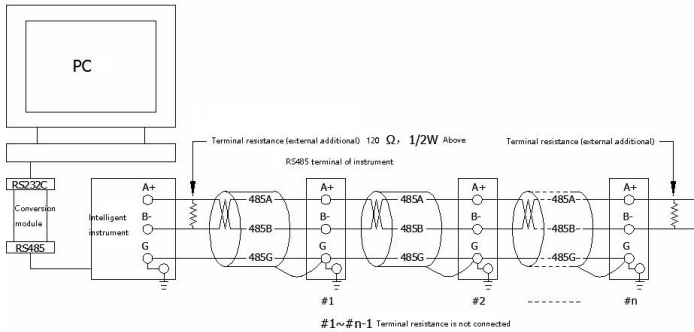 PC
Terminal resistance (external additional) 120 Ω， 1/2W Above
Terminal resistance (external additional)
RS485 terminal of instrument
RS232C
Conversion
module
RS485
Intelligent
instrument
A+
B-
G
485A
485B
485G
A+
B-
G
485A
485B
485G
A+
B-
G
485A
485B
485G
A+
B-
G
#1
#2
#n
#1~#n-1 Terminal resistance is not connected